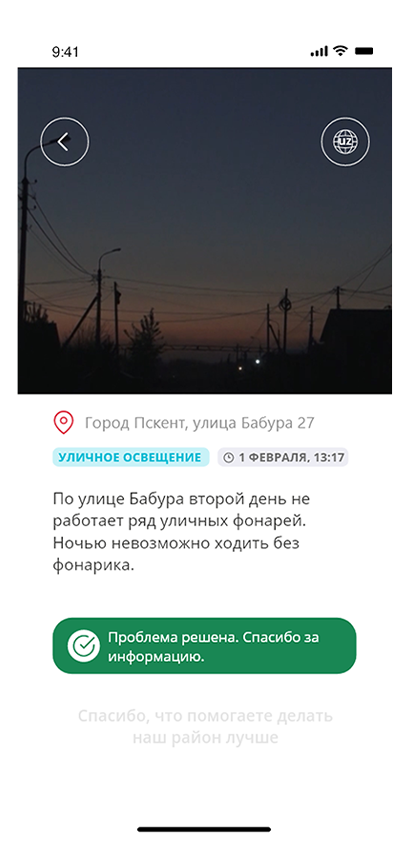 9:41
UZ
Город Пскент, улица Бабура 27
УЛИЧНОЕ ОСВЕЩЕНИЕ
1 ФЕВРАЛЯ, 13:17
По улице Бабура второй день не
работает ряд уличных фонарей.
Ночью невозможно ходить без
фонарика.
Проблема решена. Спасибо за
информацию.
Спасибо, что помогаете делать
наш район лучше